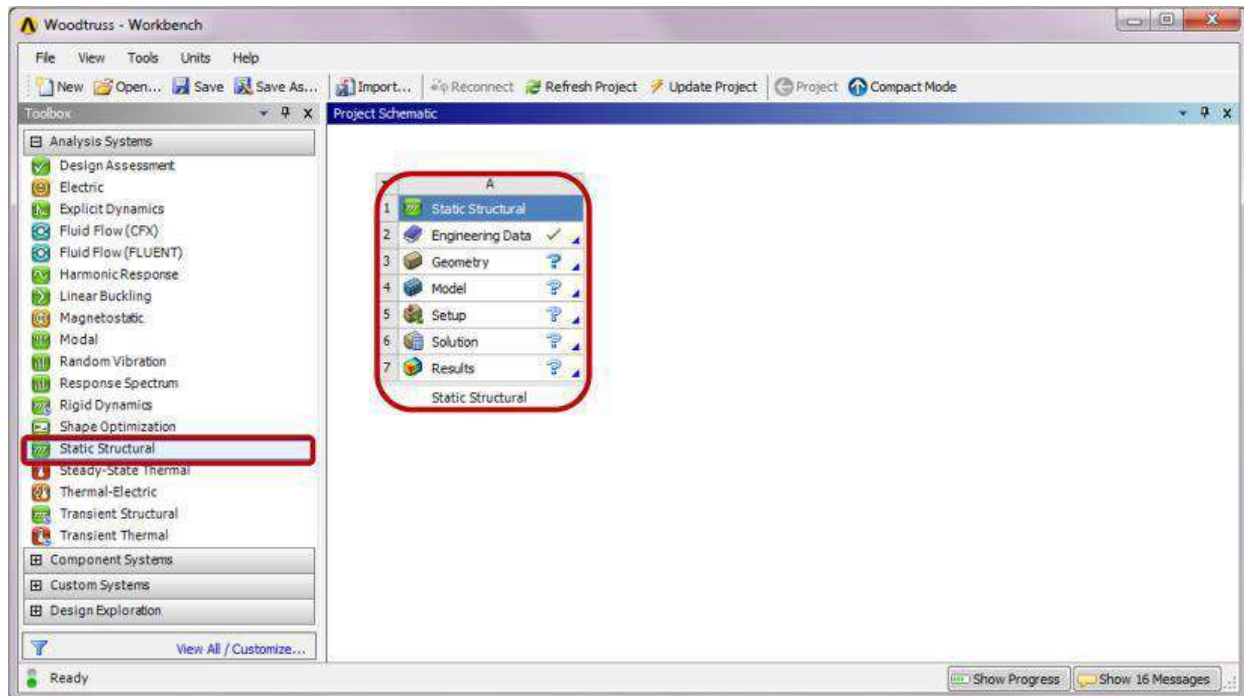 Woodtruss - Workbench
File View Tools Units Help
New Open... Save Save As... Import... Reconnect Refresh Project Update Project Project Compact Mode
Toolbox
Project Schematic
Analysis Systems
Design Assessment
Electric
Explicit Dynamics
Fluid Flow (CFX)
Fluid Flow (FLUENT)
Harmonic Response
Linear Buckling
Magnetostatic
Modal
Random Vibration
Response Spectrum
Rigid Dynamics
Shape Optimization
Static Structural
Steady-State Thermal
Thermal-Electric
Transient Structural
Transient Thermal
Component Systems
Custom Systems
Design Exploration
View All / Customize...
A
1 Static Structural
2 Engineering Data
3 Geometry ?
4 Model ?
5 Setup ?
6 Solution ?
7 Results ?
Static Structural
Ready
Show Progress Show 16 Messages